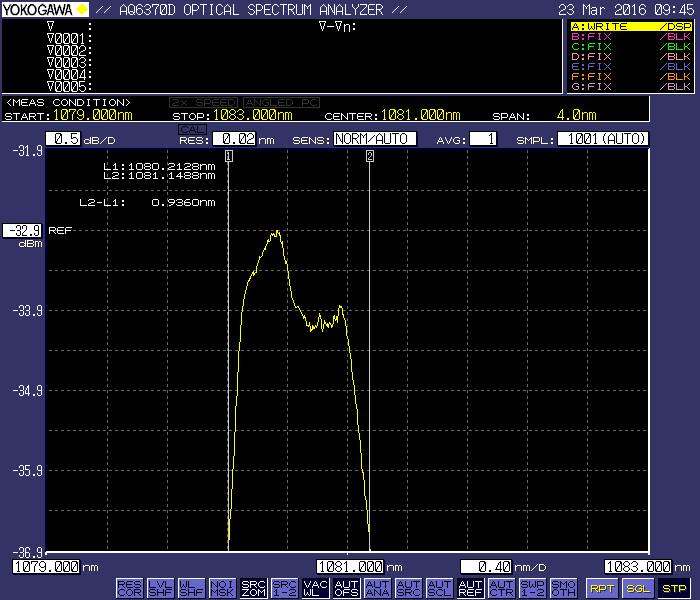 YOKOGAWA // AQ6370D OPTICAL SPECTRUM ANALYZER // 23 Mar 2016 09:45
∇ : ∇-∇n:
∇0001:
∇0002:
∇0003:
∇0004:
∇0005:
A:WRITE /DSP
B:FIX /BLK
C:FIX /BLK
D:FIX /BLK
E:FIX /BLK
F:FIX /BLK
G:FIX /BLK
<MEAS CONDITION> 2x SPEED ANGLED PC
START:1079.000nm STOP:1083.000nm CENTER:1081.000nm SPAN: 4.0nm
CAL
0.5 dB/D RES: 0.02 nm SENS: NORM/AUTO AVG: 1 SMPL: 1001(AUTO)
-31.9
1 2
L1:1080.2128nm
L2:1081.1488nm
L2-L1: 0.9360nm
-32.9 REF
dBm
-33.9
-34.9
-35.9
-36.9
1079.000 nm 1081.000 nm 0.40 nm/D 1083.000 nm
RES COR LVL SHF WL SHF NOI MSK SRC ZOM SRC 1-2 VAC WL AUT OFS AUT ANA AUT SRC AUT SCL AUT REF AUT CTR SWP 1-2 SMO OTH RPT SGL STP